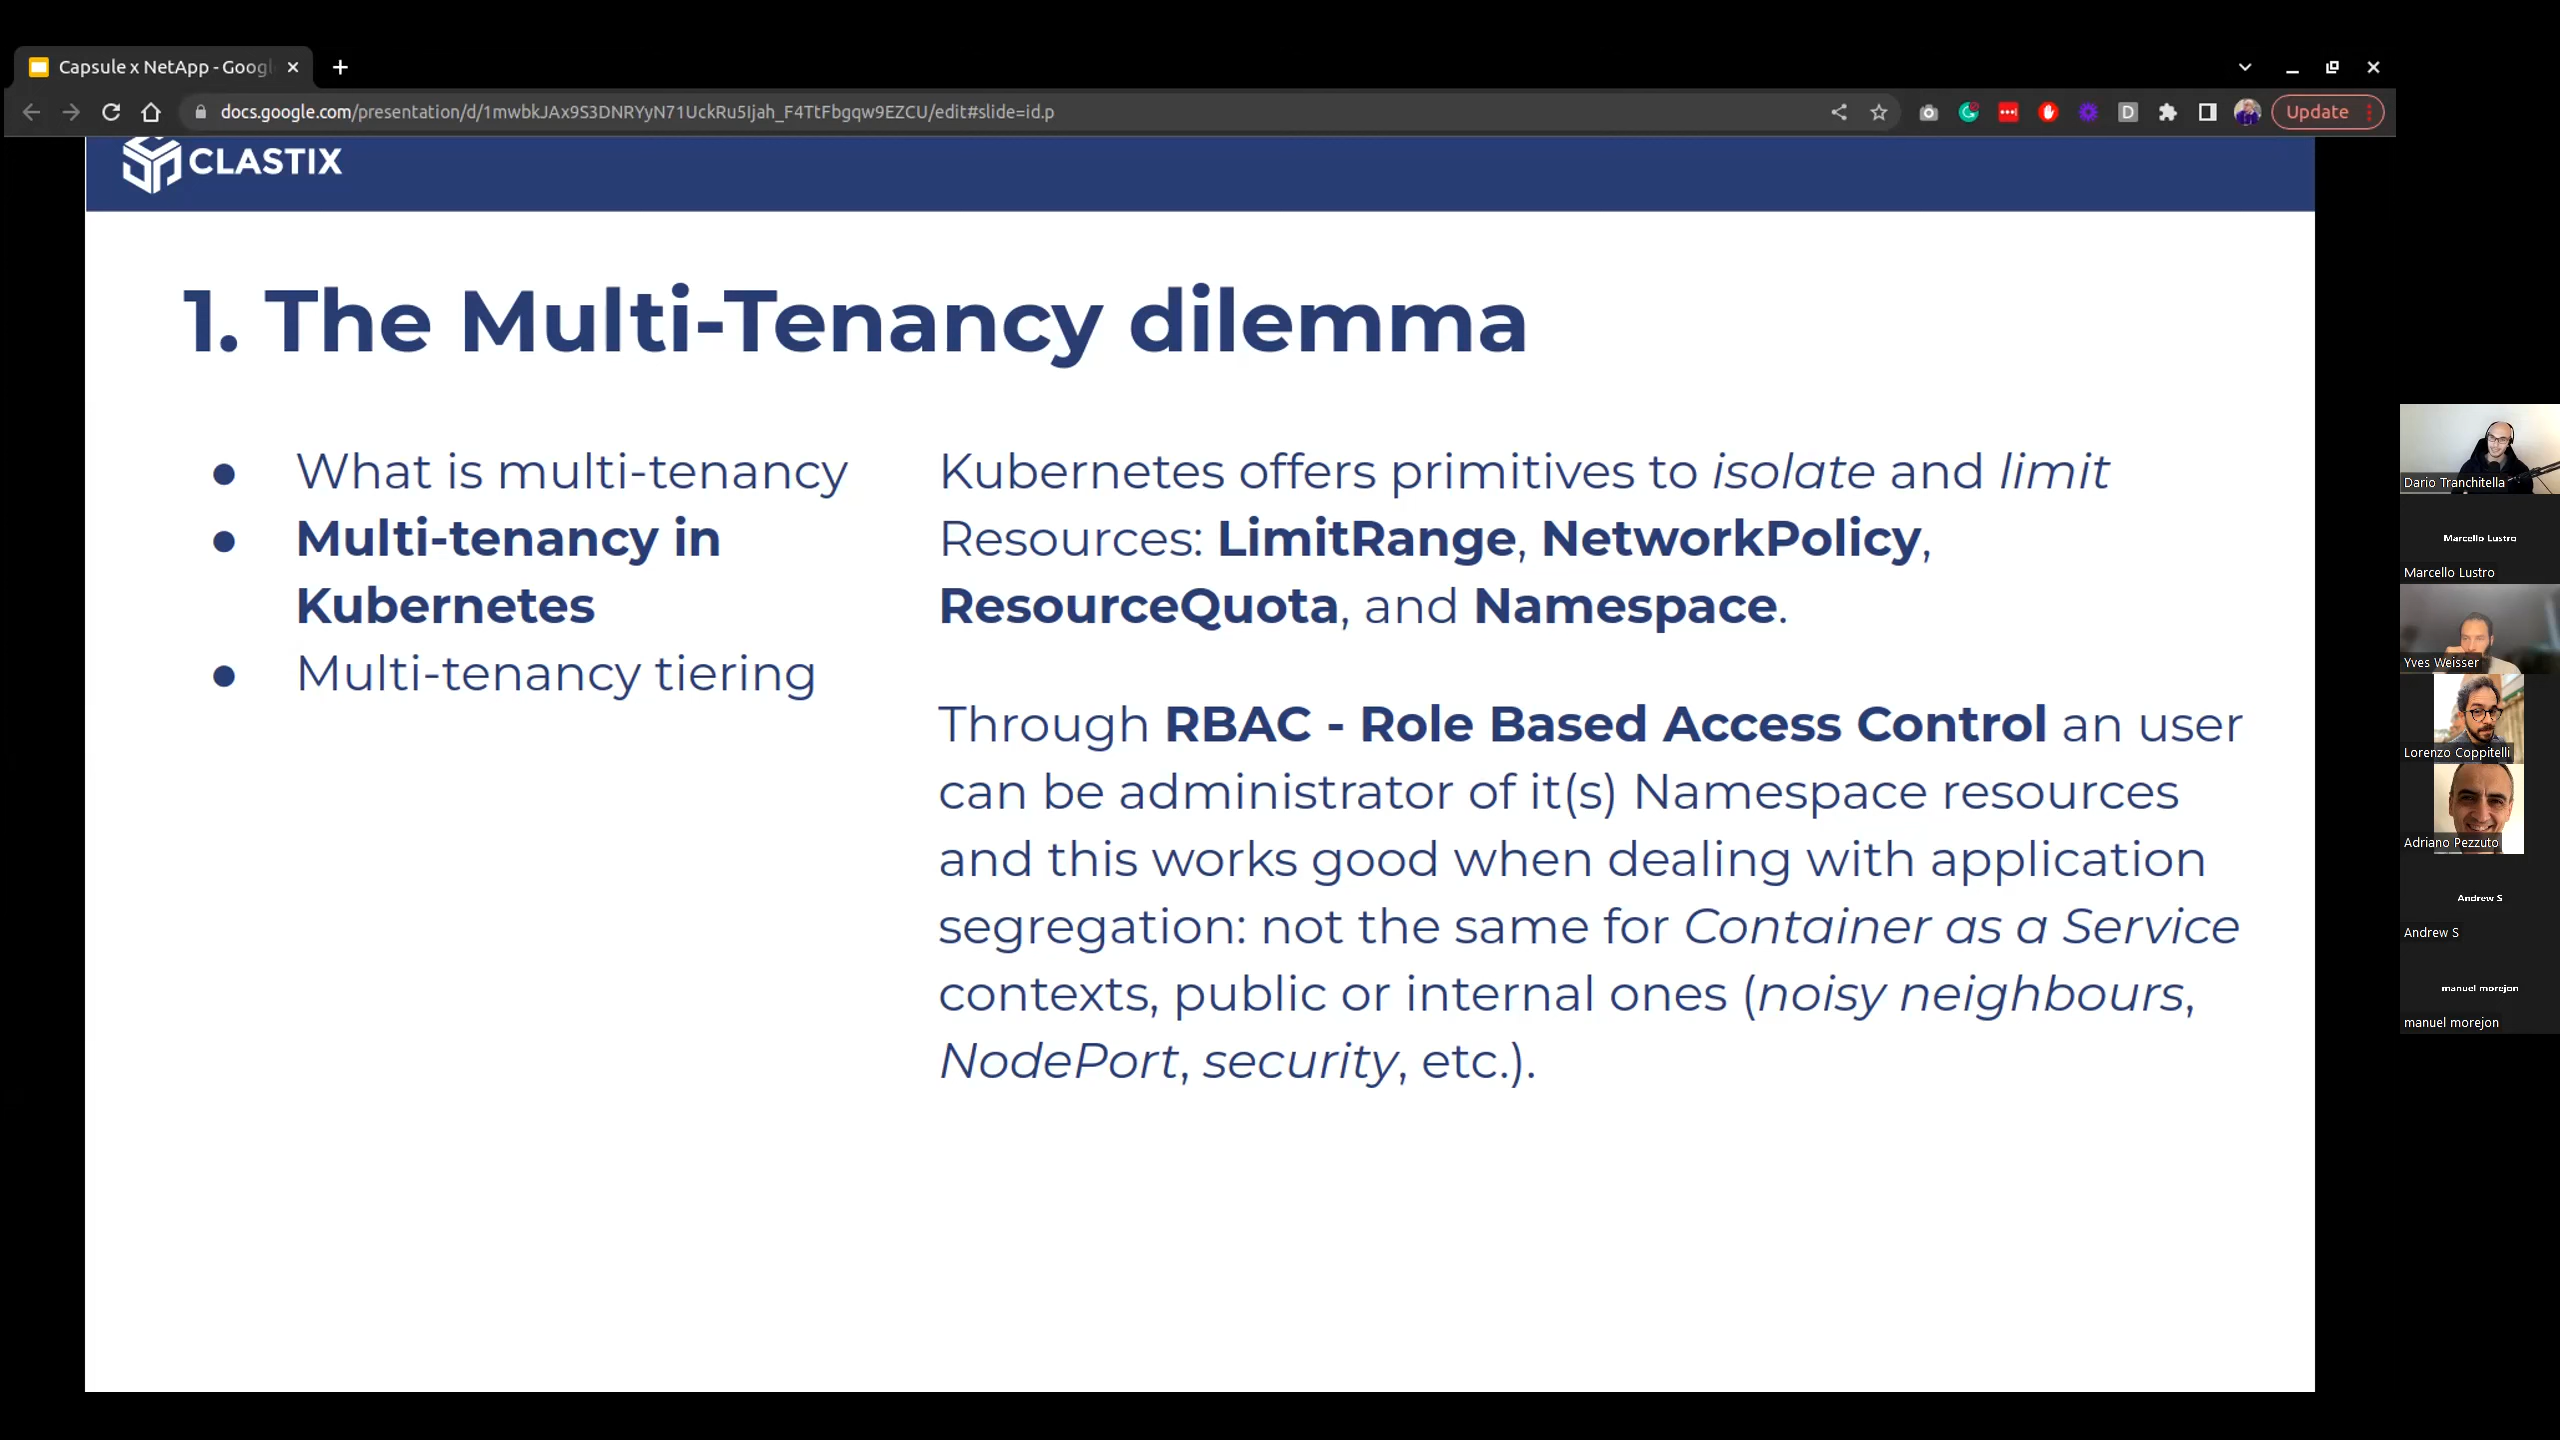 Capsule x NetApp - Googl
docs.google.com/presentation/d/1mwbkJAx9S3DNRYyN71UckRu5Ijah_F4TtFbgqw9EZCU/edit#slide=id.p
Update
CLASTIX
1. The Multi-Tenancy dilemma
● What is multi-tenancy
● Multi-tenancy in
Kubernetes
● Multi-tenancy tiering
Kubernetes offers primitives to isolate and limit
Resources: LimitRange, NetworkPolicy,
ResourceQuota, and Namespace.
Through RBAC - Role Based Access Control an user
can be administrator of it(s) Namespace resources
and this works good when dealing with application
segregation: not the same for Container as a Service
contexts, public or internal ones (noisy neighbours,
NodePort, security, etc.).
Dario Tranchitella
Marcello Lustro
Marcello Lustro
Yves Weisser
Lorenzo Coppitelli
Adriano Pezzuto
Andrew S
Andrew S
manuel morejon
manuel morejon